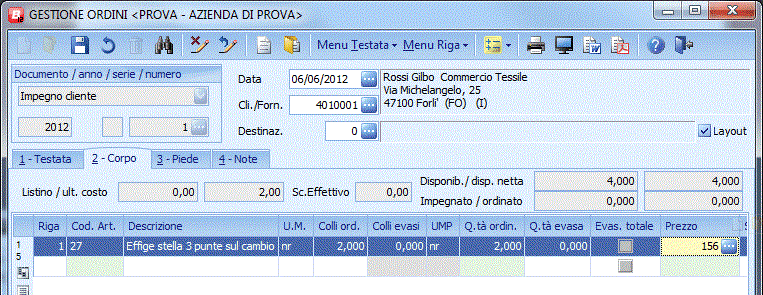 GESTIONE ORDINI <PROVA - AZIENDA DI PROVA>
Menu Testata Menu Riga
Documento / anno / serie / numero
Impegno cliente
2012 1
Data 06/06/2012
Cli./Forn. 4010001
Destinaz. 0
Rossi Gilbo Commercio Tessile
Via Michelangelo, 25
47100 Forli' (FO) (I)
Layout
1 - Testata 2 - Corpo 3 - Piede 4 - Note
Listino / ult. costo 0,00 2,00 Sc.Effettivo 0,00
Disponib./ disp. netta 4,000 4,000
Impegnato / ordinato 0,000 0,000
Riga Cod. Art. Descrizione U.M. Colli ord. Colli evasi UMP Q.tà ordin. Q.tà evasa Evas. totale Prezzo S
1 1 27 Effige stella 3 punte sul cambio nr 2,000 0,000 nr 2,000 0,000 156
5